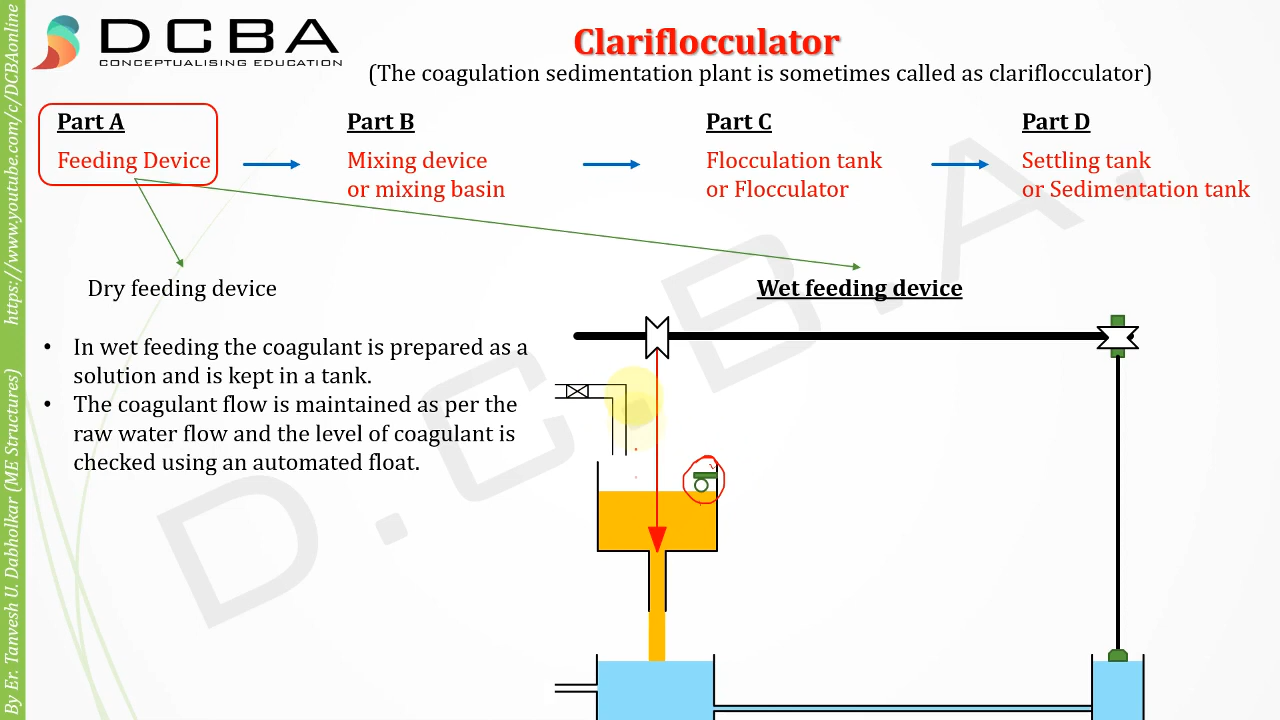 DCBA
CONCEPTUALISING EDUCATION
Clariflocculator
(The coagulation sedimentation plant is sometimes called as clariflocculator)
Part A
Feeding Device
Part B
Mixing device
or mixing basin
Part C
Flocculation tank
or Flocculator
Part D
Settling tank
or Sedimentation tank
Dry feeding device
Wet feeding device
• In wet feeding the coagulant is prepared as a
solution and is kept in a tank.
• The coagulant flow is maintained as per the
raw water flow and the level of coagulant is
checked using an automated float.
D.C.B.A.
By Er. Tanvesh U. Dabholkar (ME Structures) https://www.youtube.com/c/DCBAonline